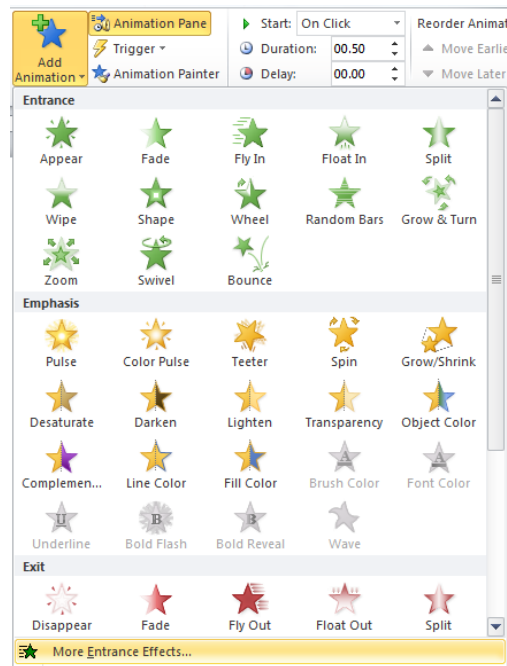 Animation Pane
Start: On Click
Reorder Animat
Trigger
Duration: 00.50
Move Earlie
Add
Animation
Animation Painter
Delay: 00.00
Move Later
Entrance
Appear Fade Fly In Float In Split
Wipe Shape Wheel Random Bars Grow & Turn
Zoom Swivel Bounce
Emphasis
Pulse Color Pulse Teeter Spin Grow/Shrink
Desaturate Darken Lighten Transparency Object Color
Complemen... Line Color Fill Color Brush Color Font Color
Underline Bold Flash Bold Reveal Wave
Exit
Disappear Fade Fly Out Float Out Split
More Entrance Effects...